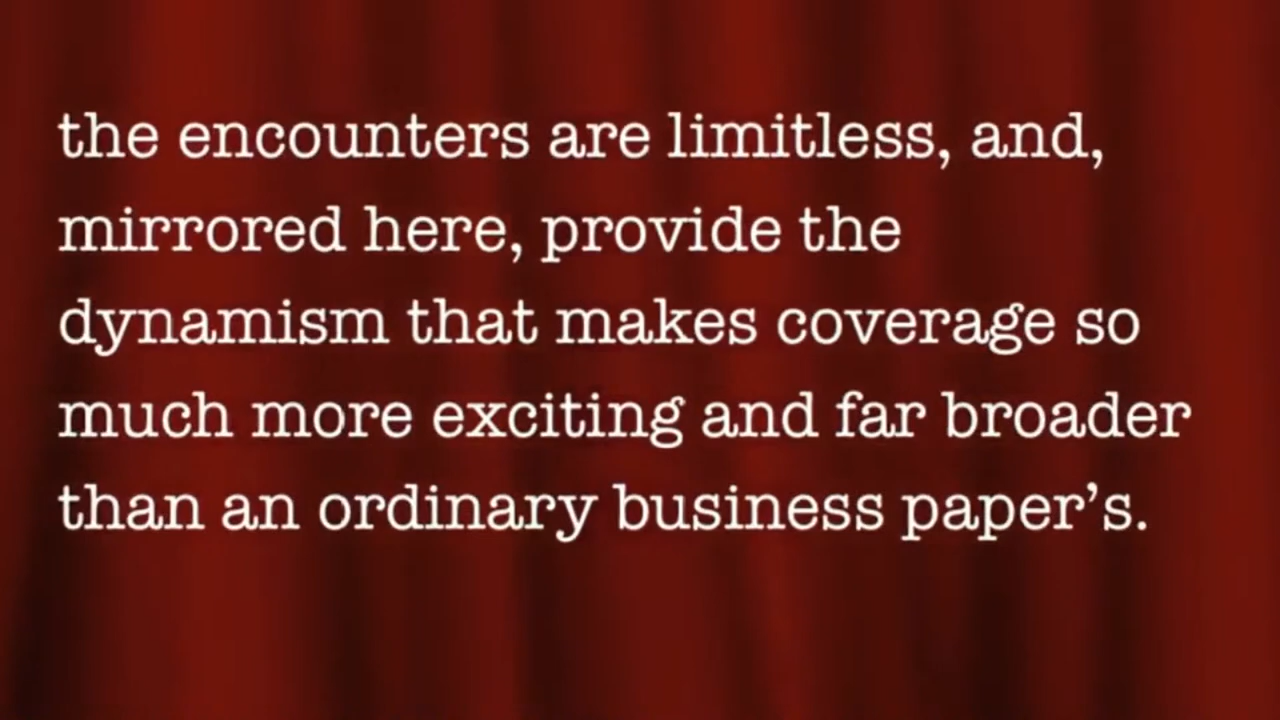 the encounters are limitless, and,
mirrored here, provide the
dynamism that makes coverage so
much more exciting and far broader
than an ordinary business paper’s.